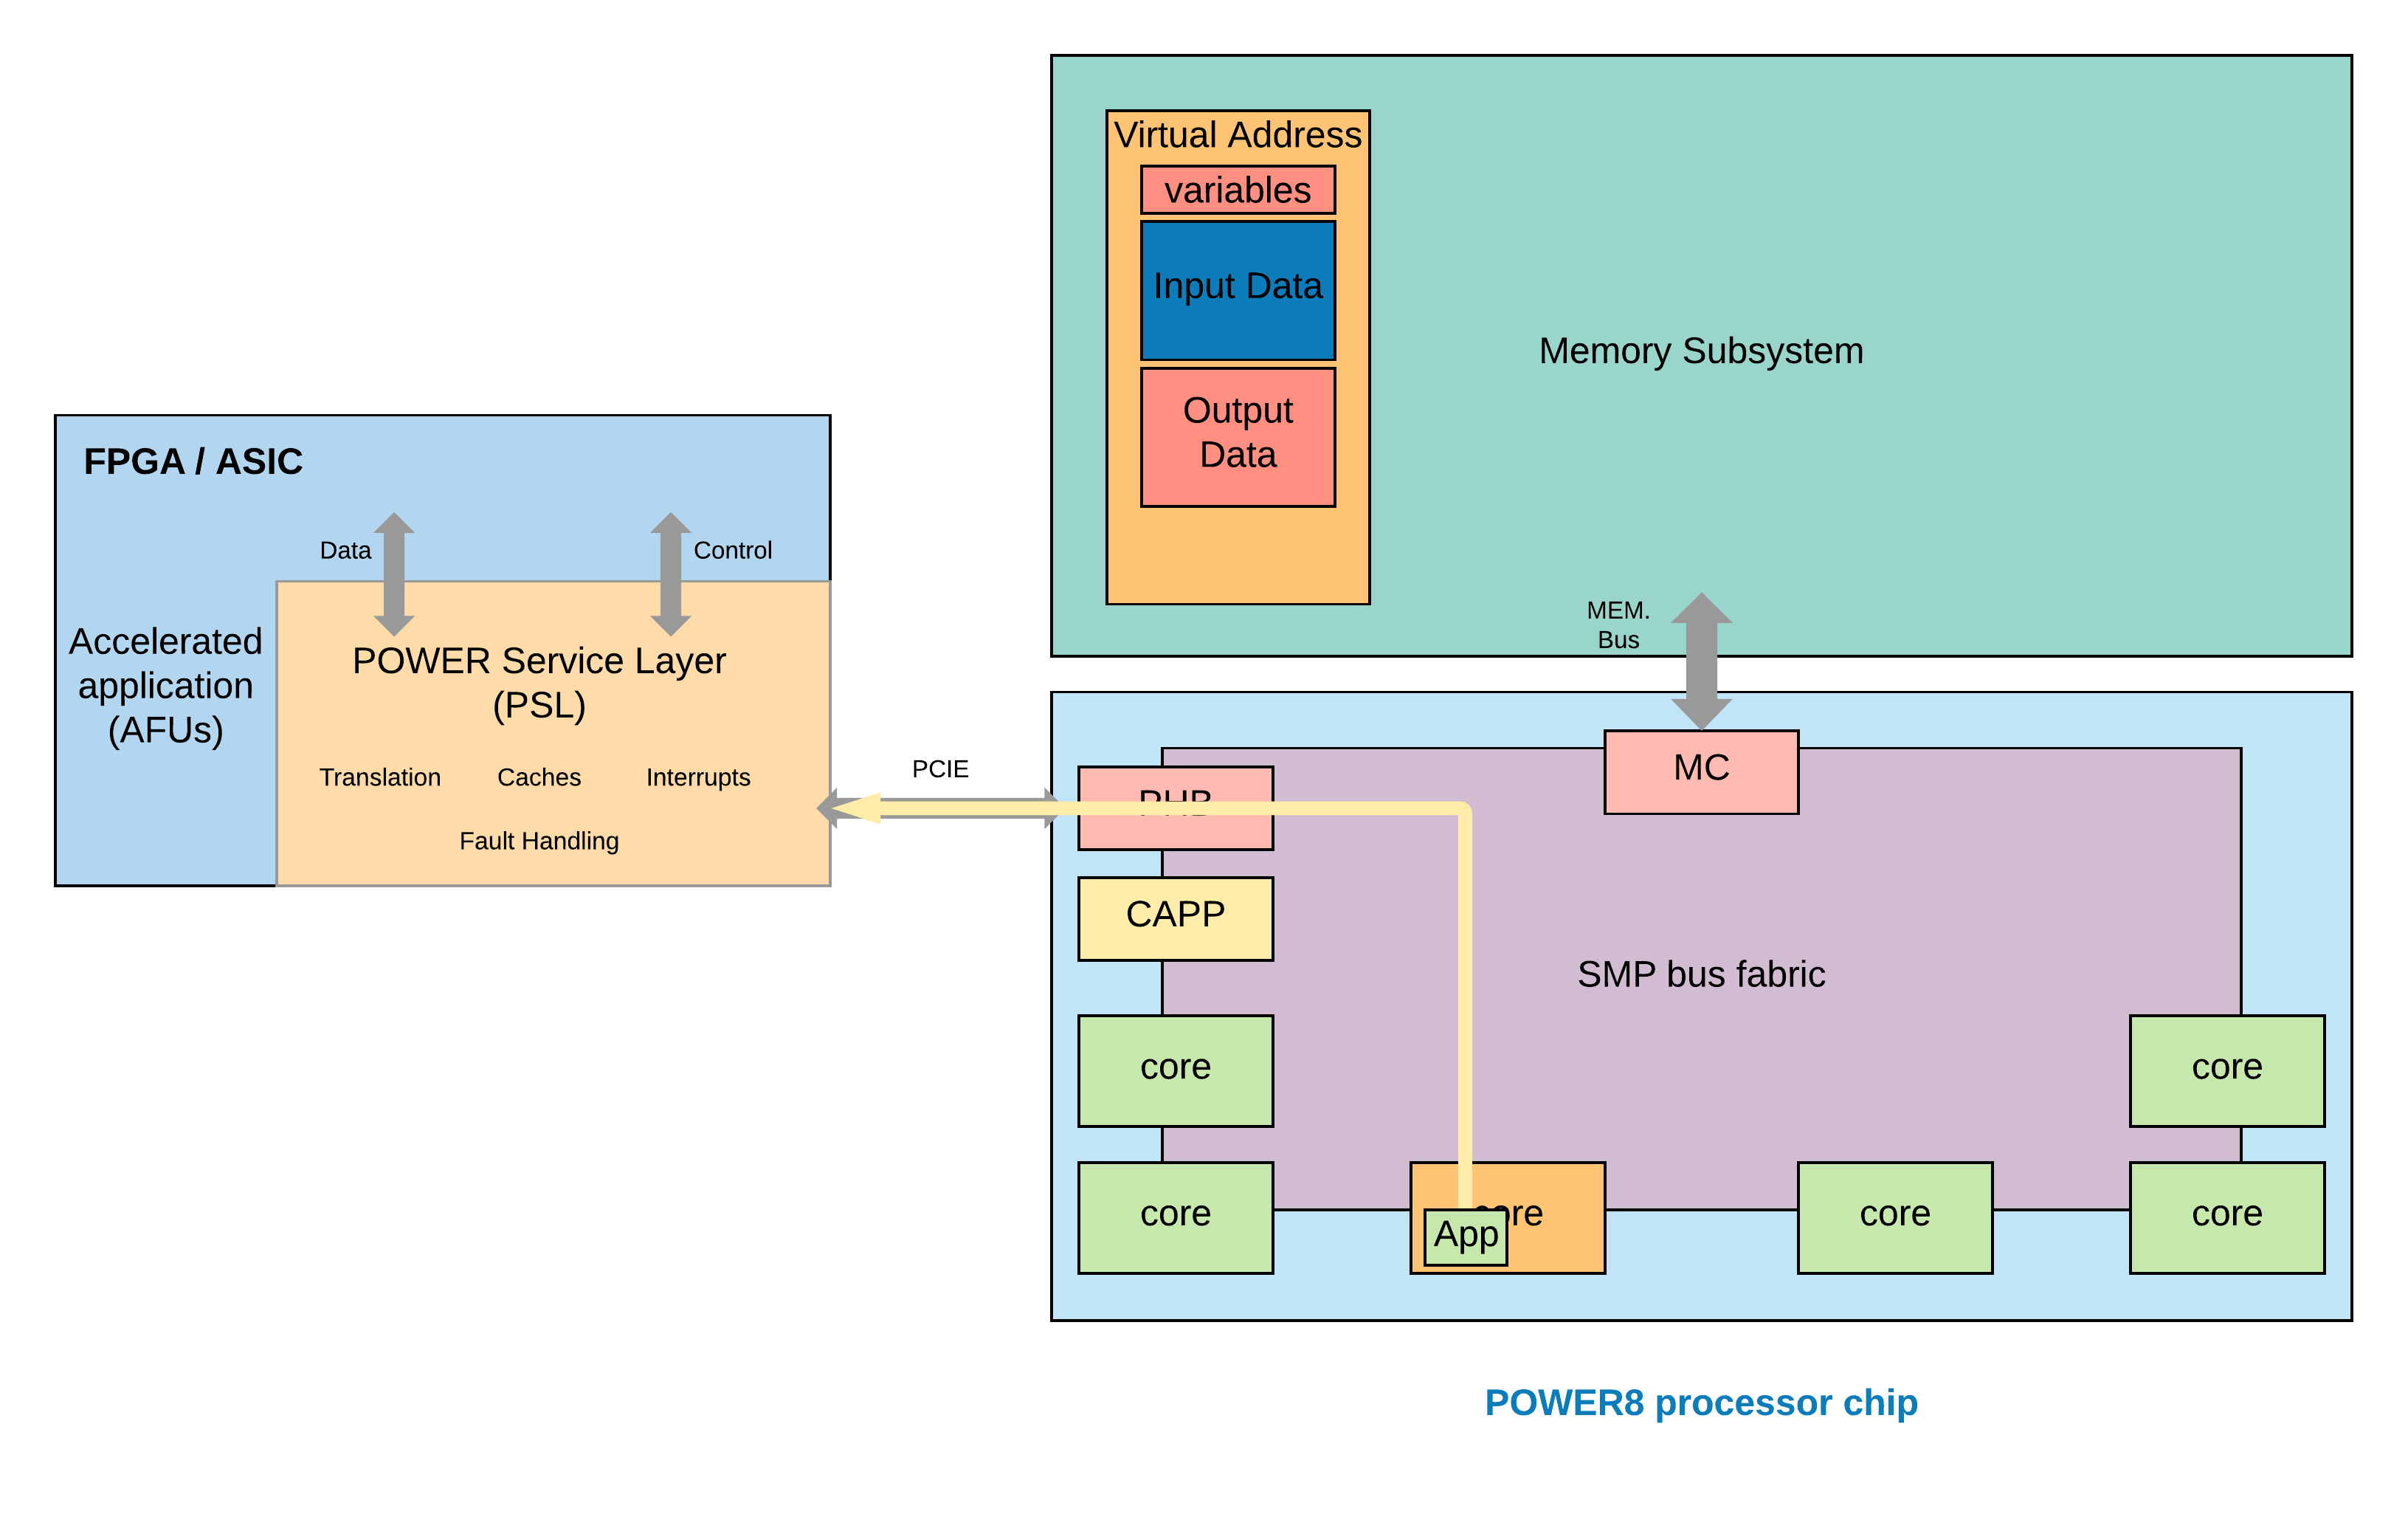 Virtual Address
variables
Input Data
Output
Data
Memory Subsystem
MEM.
Bus
FPGA / ASIC
Data
Control
Accelerated
application
(AFUs)
POWER Service Layer
(PSL)
Translation
Caches
Interrupts
Fault Handling
PCIE
PHB
MC
CAPP
SMP bus fabric
core
core
core
core
App
core
core
POWER8 processor chip